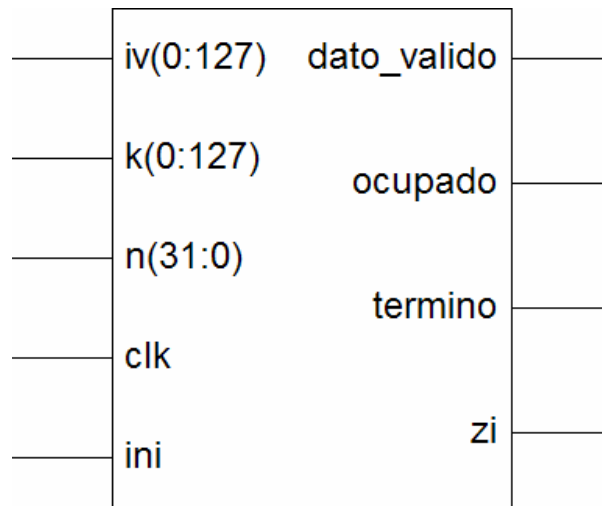 iv(0:127) dato_valido
k(0:127)
ocupado
n(31:0)
termino
clk
zi
ini